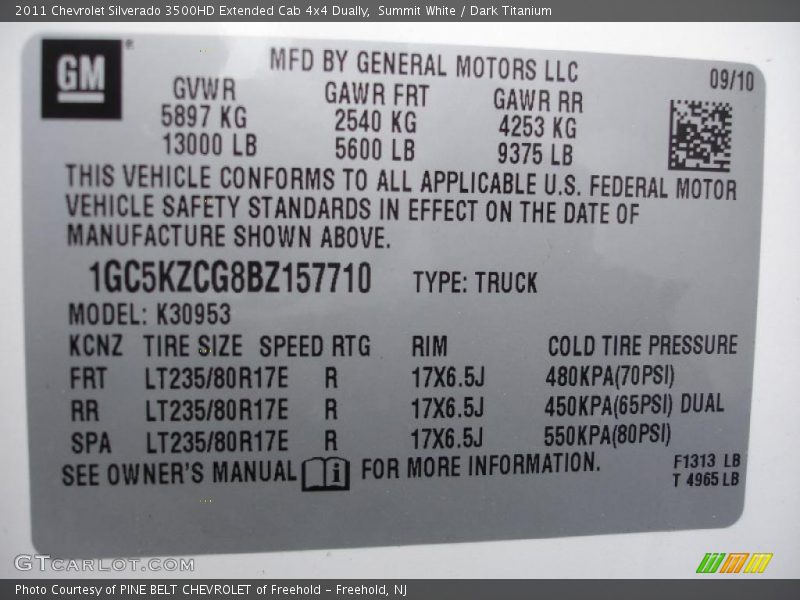 2011 Chevrolet Silverado 3500HD Extended Cab 4x4 Dually, Summit White / Dark Titanium
GM ®
MFD BY GENERAL MOTORS LLC
09/10
GVWR GAWR FRT GAWR RR
5897 KG 2540 KG 4253 KG
13000 LB 5600 LB 9375 LB
THIS VEHICLE CONFORMS TO ALL APPLICABLE U.S. FEDERAL MOTOR
VEHICLE SAFETY STANDARDS IN EFFECT ON THE DATE OF
MANUFACTURE SHOWN ABOVE.
1GC5KZCG8BZ157710 TYPE: TRUCK
MODEL: K30953
KCNZ TIRE SIZE SPEED RTG RIM COLD TIRE PRESSURE
FRT LT235/80R17E R 17X6.5J 480KPA(70PSI)
RR LT235/80R17E R 17X6.5J 450KPA(65PSI) DUAL
SPA LT235/80R17E R 17X6.5J 550KPA(80PSI)
SEE OWNER'S MANUAL i FOR MORE INFORMATION.
F1313 LB
T 4965 LB
GTCARLOT.COM
Photo Courtesy of PINE BELT CHEVROLET of Freehold – Freehold, NJ